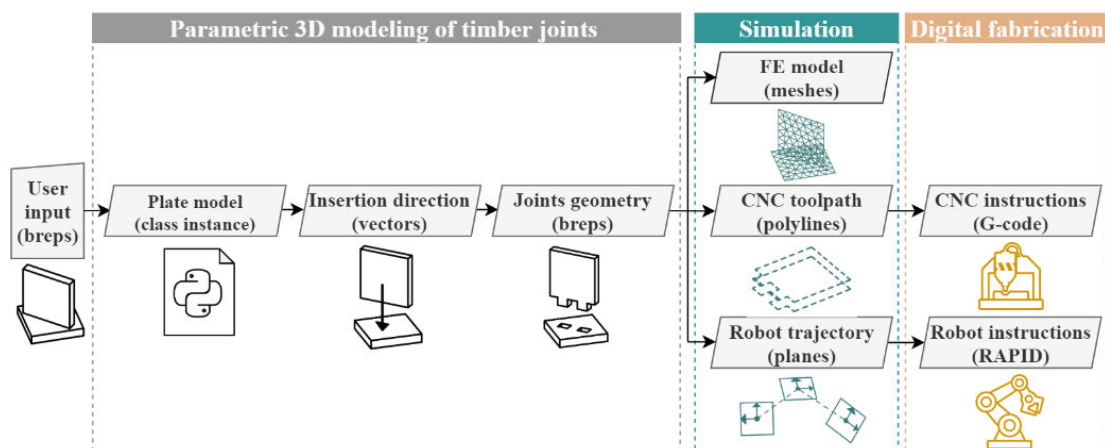 Parametric 3D modeling of timber joints
Simulation
Digital fabrication
User
input
(breps)
Plate model
(class instance)
Insertion direction
(vectors)
Joints geometry
(breps)
FE model
(meshes)
CNC toolpath
(polylines)
CNC instructions
(G-code)
Robot trajectory
(planes)
Robot instructions
(RAPID)